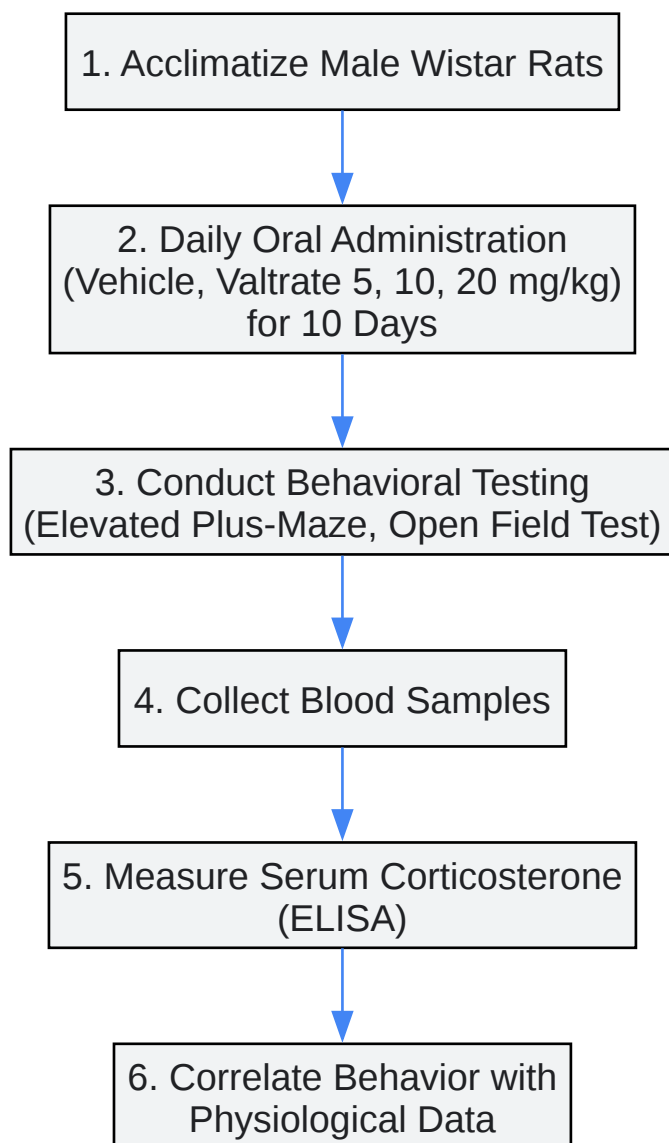 1. Acclimatize Male Wistar Rats
2. Daily Oral Administration
(Vehicle, Valtrate 5, 10, 20 mg/kg)
for 10 Days
3. Conduct Behavioral Testing
(Elevated Plus-Maze, Open Field Test)
4. Collect Blood Samples
5. Measure Serum Corticosterone
(ELISA)
6. Correlate Behavior with
Physiological Data